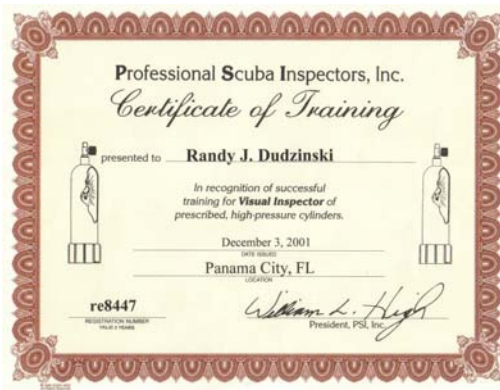 Professional Scuba Inspectors, Inc.
Certificate of Training
presented to Randy J. Dudzinski
In recognition of successful
training for Visual Inspector of
prescribed, high-pressure cylinders.
December 3, 2001
DATE ISSUED
Panama City, FL
LOCATION
re8447
REGISTRATION NUMBER
VALID 3 YEARS
William L. High
President, PSI, Inc.